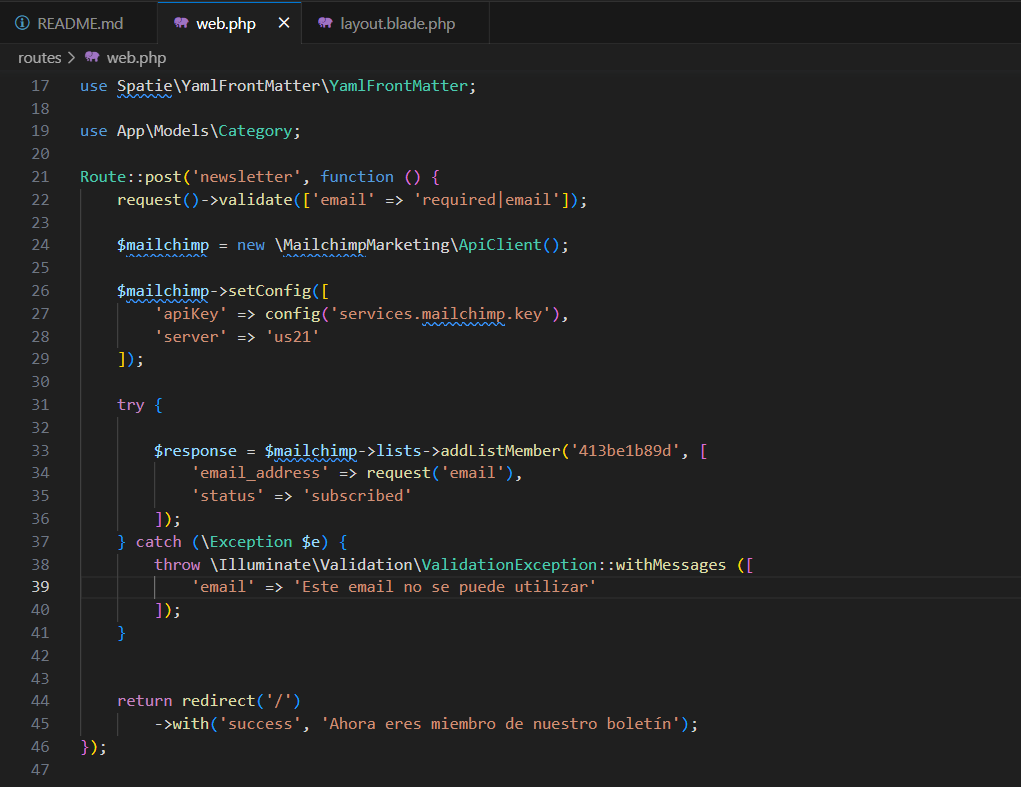 README.md web.php layout.blade.php
routes > web.php
17 use Spatie\YamlFrontMatter\YamlFrontMatter;
18
19 use App\Models\Category;
20
21 Route::post('newsletter', function () {
22     request()->validate(['email' => 'required|email']);
23
24     $mailchimp = new \MailchimpMarketing\ApiClient();
25
26     $mailchimp->setConfig([
27         'apiKey' => config('services.mailchimp.key'),
28         'server' => 'us21'
29     ]);
30
31     try {
32
33         $response = $mailchimp->lists->addListMember('413be1b89d', [
34             'email_address' => request('email'),
35             'status' => 'subscribed'
36         ]);
37     } catch (\Exception $e) {
38         throw \Illuminate\Validation\ValidationException::withMessages ([
39             'email' => 'Este email no se puede utilizar'
40         ]);
41     }
42
43
44     return redirect('/')
45         ->with('success', 'Ahora eres miembro de nuestro boletín');
46 });
47